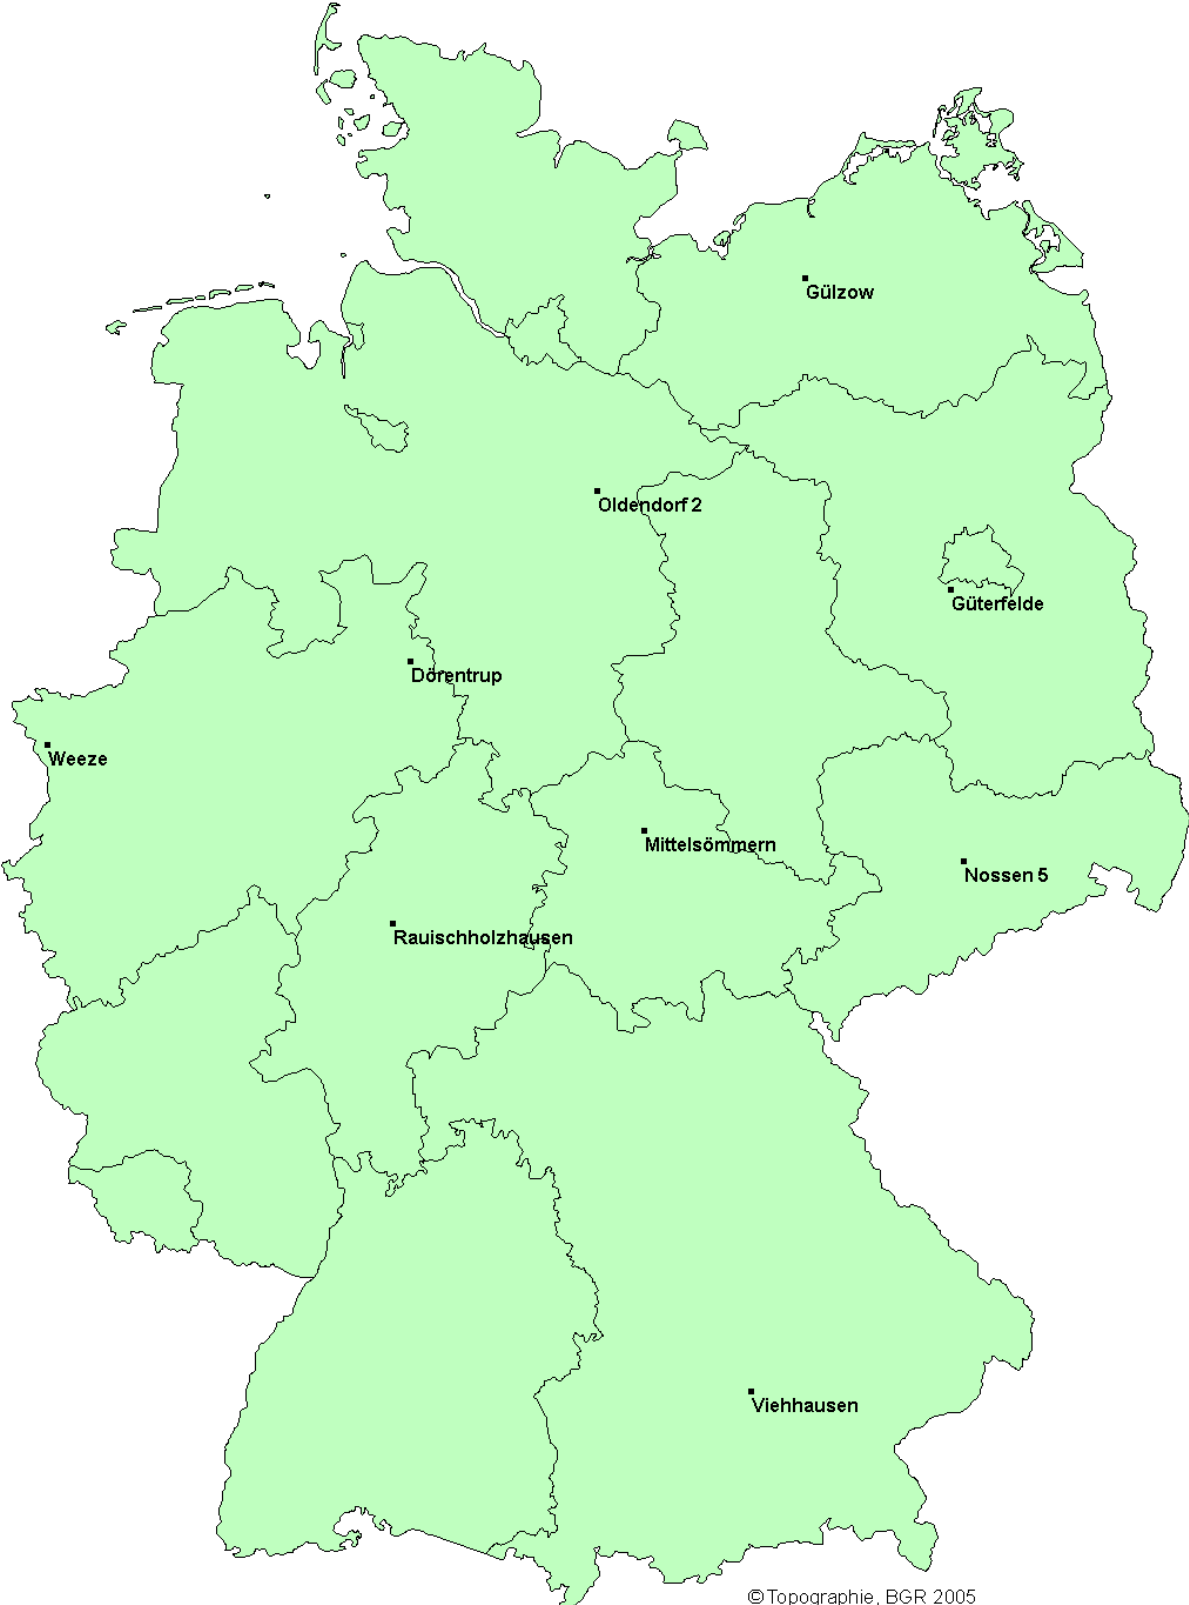 Gülzow
Oldendorf 2
Güterfelde
Dörentrup
Weeze
Mittelsömmern
Nossen 5
Rauischholzhausen
Viehhausen
© Topographie, BGR 2005